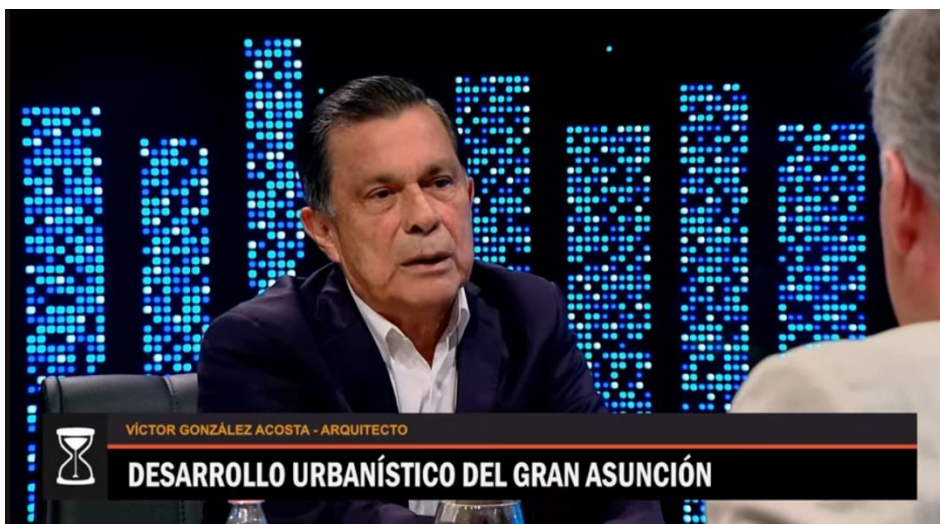 VÍCTOR GONZÁLEZ ACOSTA - ARQUITECTO
DESARROLLO URBANÍSTICO DEL GRAN ASUNCIÓN